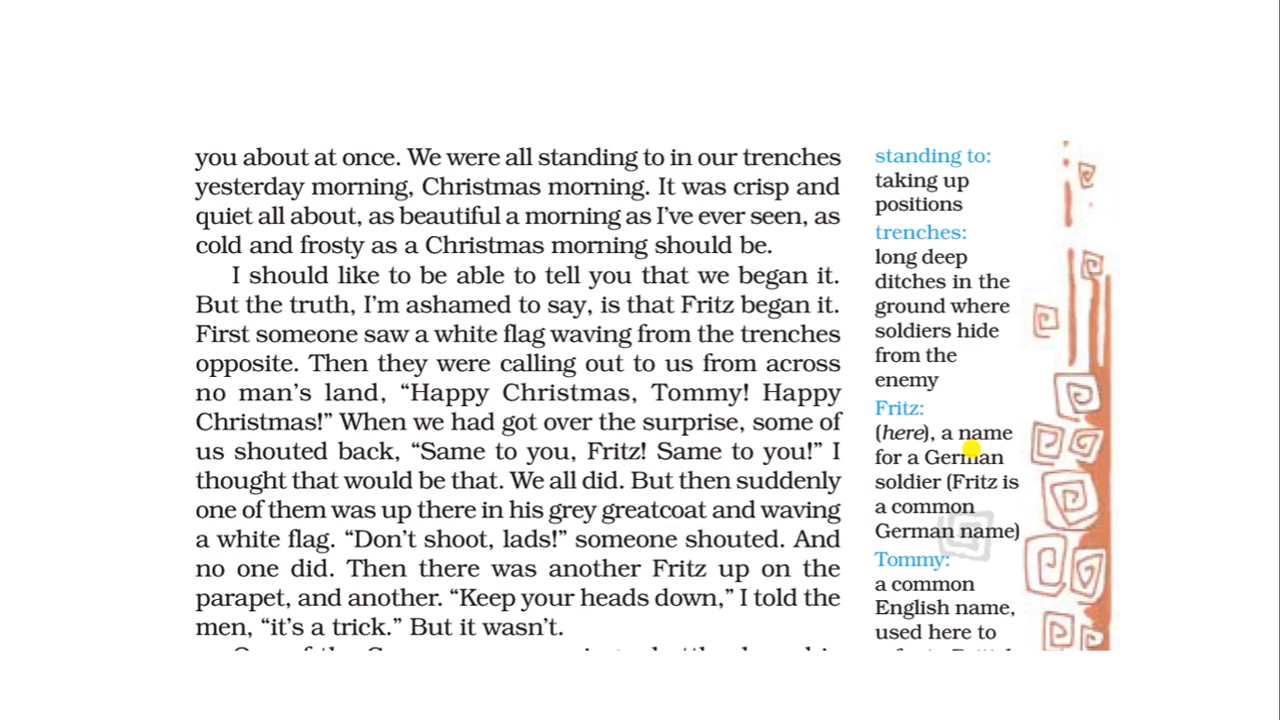 you about at once. We were all standing to in our trenches
yesterday morning, Christmas morning. It was crisp and
quiet all about, as beautiful a morning as I've ever seen, as
cold and frosty as a Christmas morning should be.
I should like to be able to tell you that we began it.
But the truth, I'm ashamed to say, is that Fritz began it.
First someone saw a white flag waving from the trenches
opposite. Then they were calling out to us from across
no man's land, “Happy Christmas, Tommy! Happy
Christmas!” When we had got over the surprise, some of
us shouted back, “Same to you, Fritz! Same to you!” I
thought that would be that. We all did. But then suddenly
one of them was up there in his grey greatcoat and waving
a white flag. “Don't shoot, lads!” someone shouted. And
no one did. Then there was another Fritz up on the
parapet, and another. “Keep your heads down,” I told the
men, “it's a trick.” But it wasn't.
standing to:
taking up
positions
trenches:
long deep
ditches in the
ground where
soldiers hide
from the
enemy
Fritz:
(here), a name
for a German
soldier (Fritz is
a common
German name)
Tommy:
a common
English name,
used here to